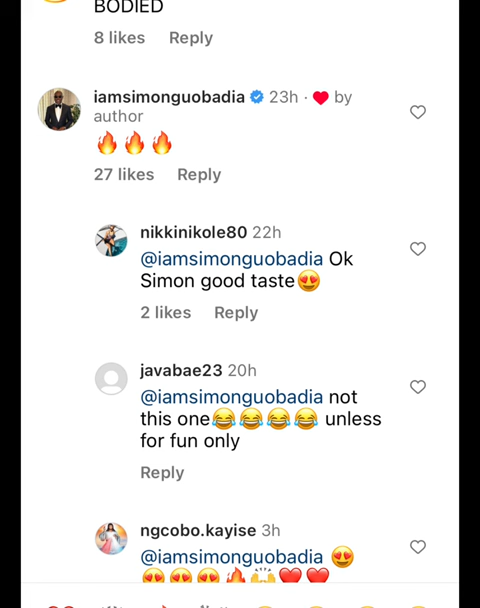 BODIED
8 likes Reply
iamsimonguobadia 23h · ❤️ by
author
🔥🔥🔥
27 likes Reply
nikkinikole80 22h
@iamsimonguobadia Ok
Simon good taste😍
2 likes Reply
javabae23 20h
@iamsimonguobadia not
this one😂😂😂😂 unless
for fun only
Reply
ngcobo.kayise 3h
@iamsimonguobadia 😍
😍😍😍🔥🙌❤️❤️